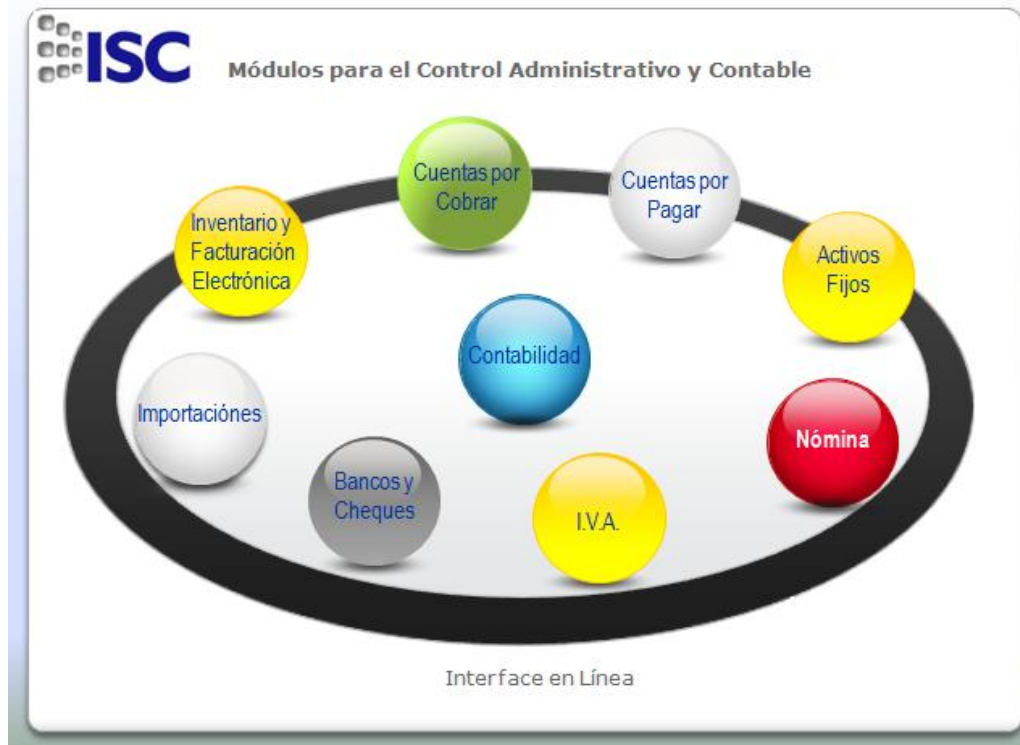 ISC
Módulos para el Control Administrativo y Contable
Cuentas por
Cobrar
Cuentas por
Pagar
Inventario y
Facturación
Electrónica
Activos
Fijos
Contabilidad
Importaciónes
Nómina
Bancos y
Cheques
I.V.A.
Interface en Línea